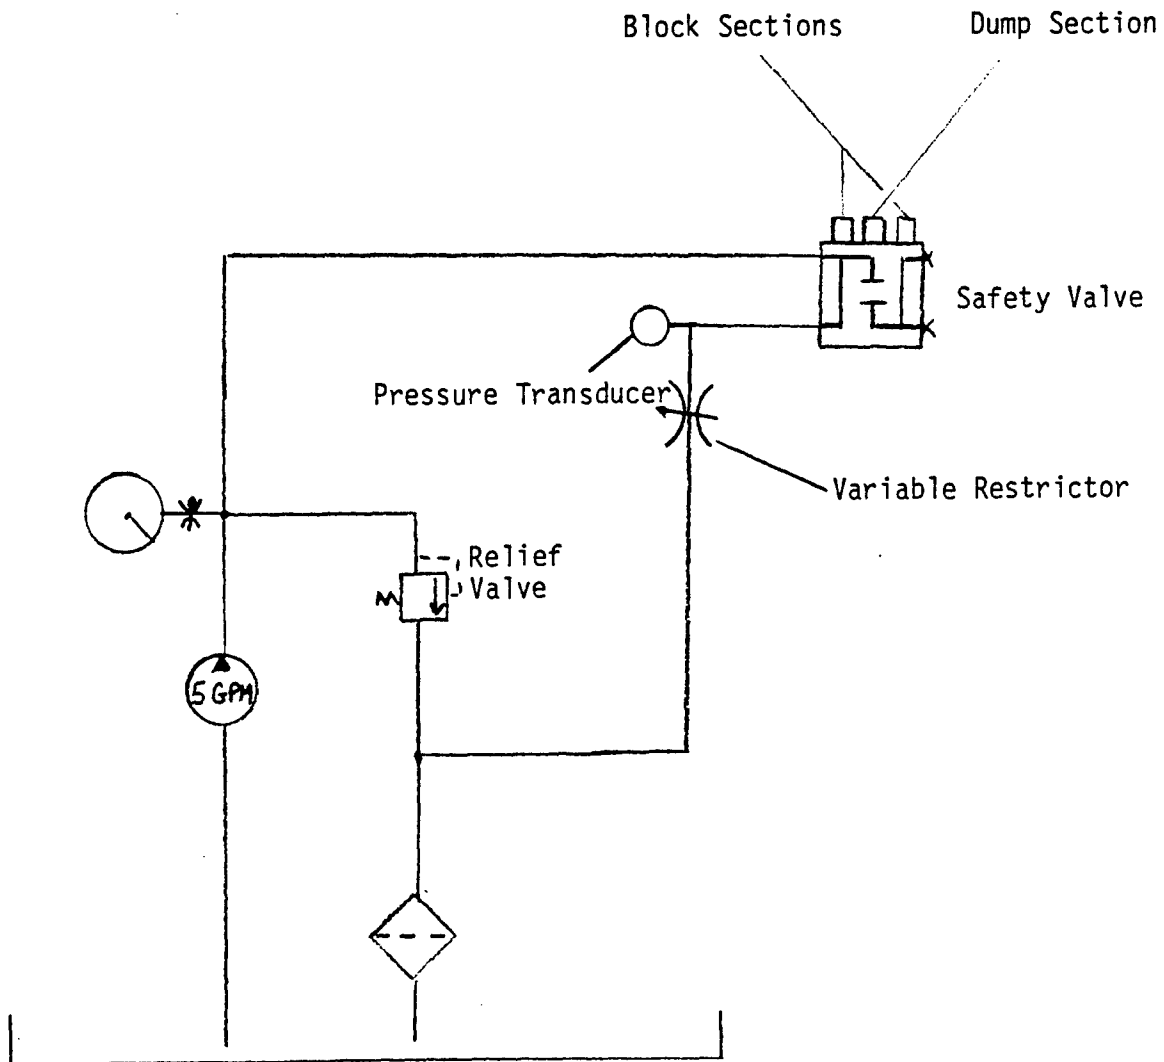 Block Sections
Dump Section
Safety Valve
Pressure Transducer
Variable Restrictor
Relief
Valve
5 GPM